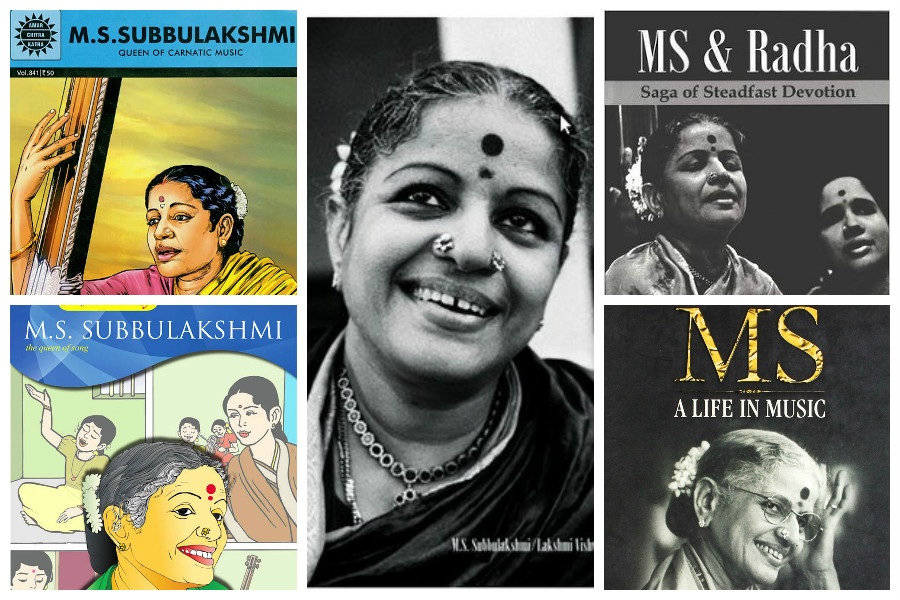 AMAR
CHITRA
KATHA
M.S.SUBBULAKSHMI
QUEEN OF CARNATIC MUSIC
Vol.841 | ₹50
MS & Radha
Saga of Steadfast Devotion
M.S. SUBBULAKSHMI
the queen of song
M.S. Subbulakshmi/Lakshmi Vish
MS
A LIFE IN MUSIC